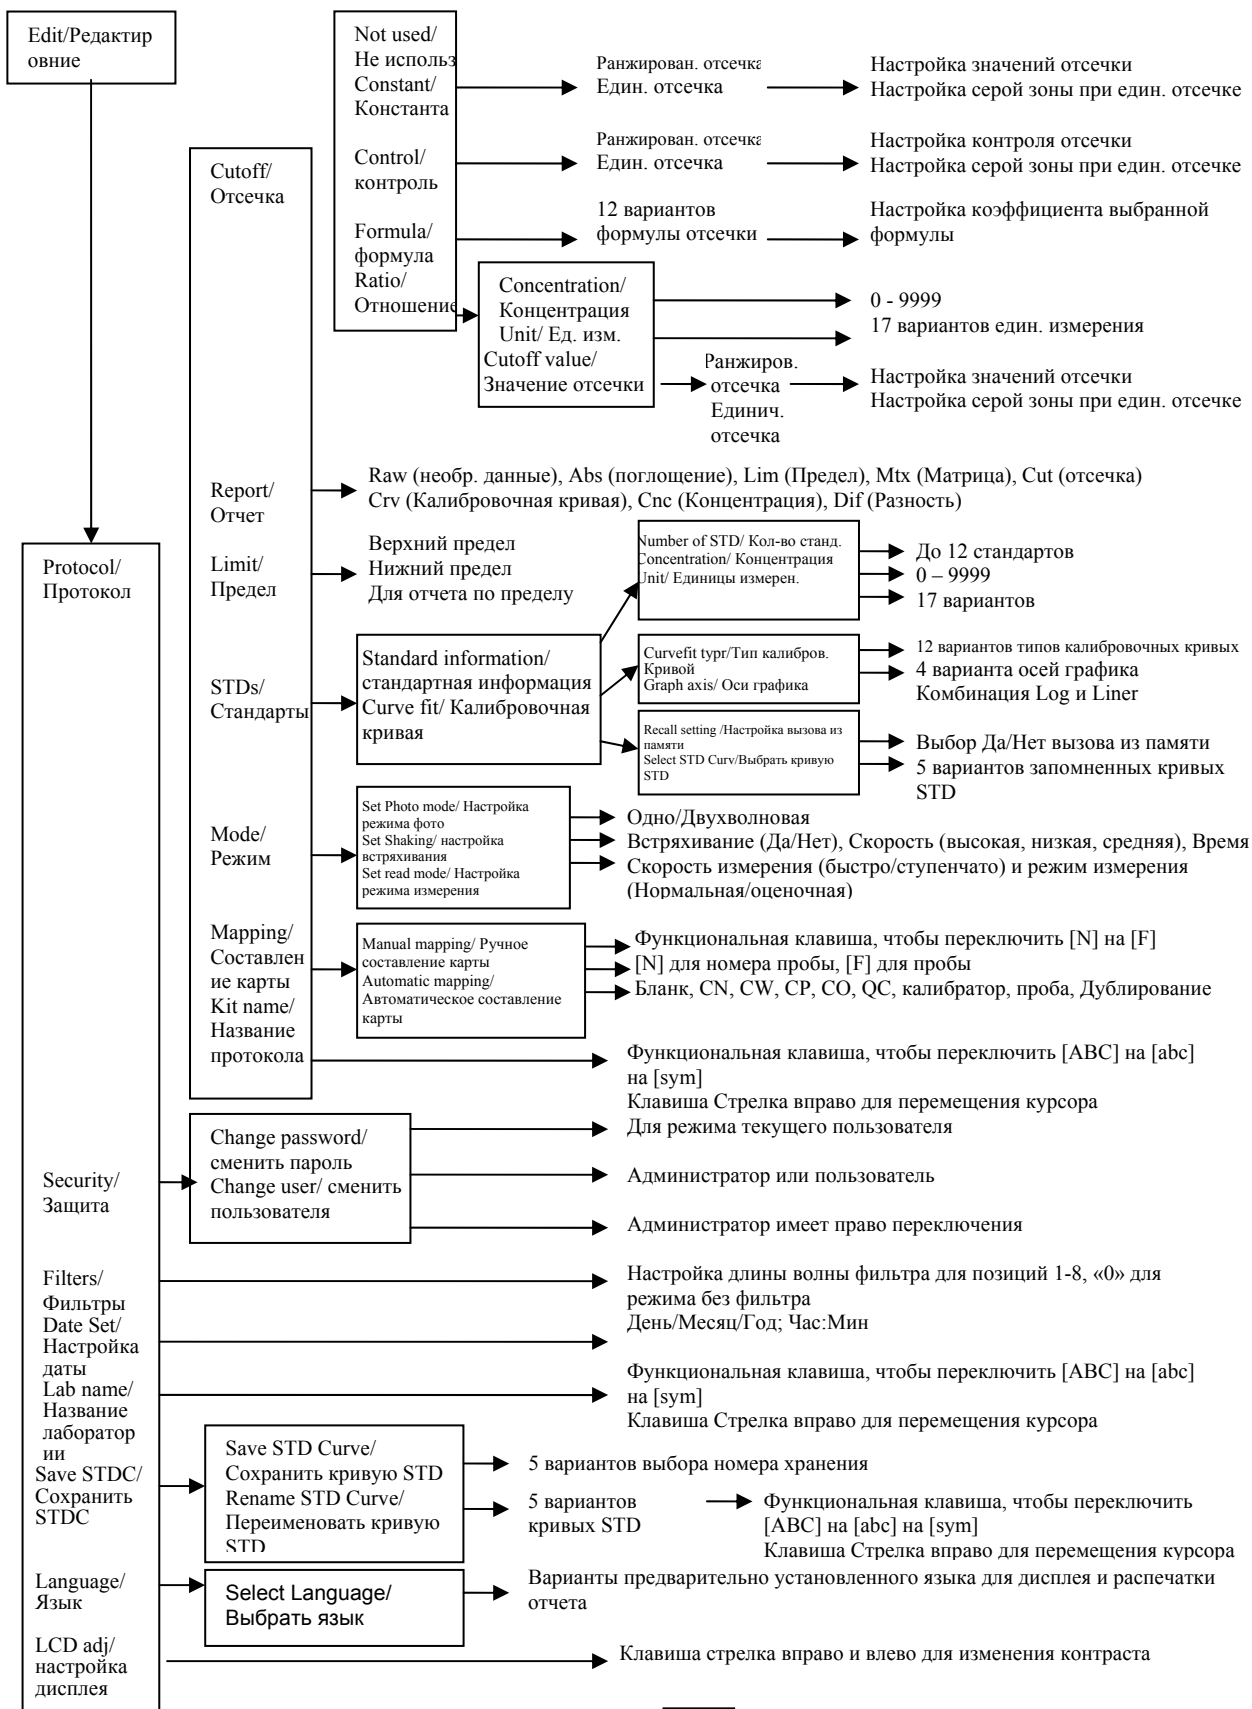 Edit/Редактир
овние
Not used/
Не использ
Constant/
Константа
Control/
контроль
Formula/
формула
Ratio/
Отношение
Ранжирован. отсечка
Един. отсечка
Настройка значений отсечки
Настройка серой зоны при един. отсечке
Ранжирован. отсечка
Един. отсечка
Настройка контроля отсечки
Настройка серой зоны при един. отсечке
12 вариантов
формулы отсечки
Настройка коэффициента выбранной
формулы
Concentration/
Концентрация
Unit/ Ед. изм.
Cutoff value/
Значение отсечки
0 - 9999
17 вариантов един. измерения
Ранжиров.
отсечка
Единич.
отсечка
Настройка значений отсечки
Настройка серой зоны при един. отсечке
Cutoff/
Отсечка
Report/
Отчет
Raw (необр. данные), Abs (поглощение), Lim (Предел), Mtx (Матрица), Cut (отсечка)
Crv (Калибровочная кривая), Cnc (Концентрация), Dif (Разность)
Protocol/
Протокол
Limit/
Предел
Верхний предел
Нижний предел
Для отчета по пределу
Number of STD/ Кол-во станд.
Concentration/ Концентрация
Unit/ Единицы измерен.
До 12 стандартов
0 – 9999
17 вариантов
STDs/
Стандарты
Standard information/
стандартная информация
Curve fit/ Калибровочная
кривая
Curvefit typr/Тип калибров.
Кривой
Graph axis/ Оси графика
12 вариантов типов калибровочных кривых
4 варианта осей графика
Комбинация Log и Liner
Recall setting /Настройка вызова из
памяти
Select STD Curv/Выбрать кривую
STD
Выбор Да/Нет вызова из памяти
5 вариантов запомненных кривых
STD
Mode/
Режим
Set Photo mode/ Настройка
режима фото
Set Shaking/ настройка
встряхивания
Set read mode/ Настройка
режима измерения
Одно/Двухволновая
Встряхивание (Да/Нет), Скорость (высокая, низкая, средняя), Время
Скорость измерения (быстро/ступенчато) и режим измерения
(Нормальная/оценочная)
Mapping/
Составлен
ие карты
Kit name/
Название
протокола
Manual mapping/ Ручное
составление карты
Automatic mapping/
Автоматическое составление
карты
Функциональная клавиша, чтобы переключить [N] на [F]
[N] для номера пробы, [F] для пробы
Бланк, CN, CW, CP, CO, QC, калибратор, проба, Дублирование
Функциональная клавиша, чтобы переключить [ABC] на [abc]
на [sym]
Клавиша Стрелка вправо для перемещения курсора
Security/
Защита
Change password/
сменить пароль
Change user/ сменить
пользователя
Для режима текущего пользователя
Администратор или пользователь
Администратор имеет право переключения
Filters/
Фильтры
Date Set/
Настройка
даты
Lab name/
Название
лаборатор
ии
Save STDC/
Сохранить
STDC
Настройка длины волны фильтра для позиций 1-8, «0» для
режима без фильтра
День/Месяц/Год; Час:Мин
Функциональная клавиша, чтобы переключить [ABC] на [abc]
на [sym]
Клавиша Стрелка вправо для перемещения курсора
Save STD Curve/
Сохранить кривую STD
Rename STD Curve/
Переименовать кривую
STD
5 вариантов выбора номера хранения
5 вариантов
кривых STD
Функциональная клавиша, чтобы переключить
[ABC] на [abc] на [sym]
Клавиша Стрелка вправо для перемещения курсора
Language/
Язык
Select Language/
Выбрать язык
Варианты предварительно установленного языка для дисплея и распечатки
отчета
LCD adj/
настройка
дисплея
Клавиша стрелка вправо и влево для изменения контраста